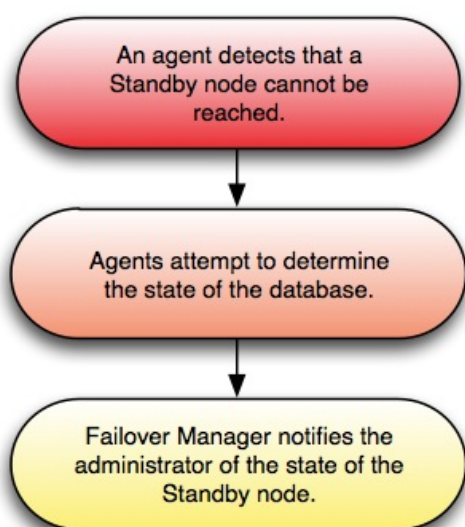 An agent detects that a
Standby node cannot be
reached.
Agents attempt to determine
the state of the database.
Failover Manager notifies the
administrator of the state of the
Standby node.